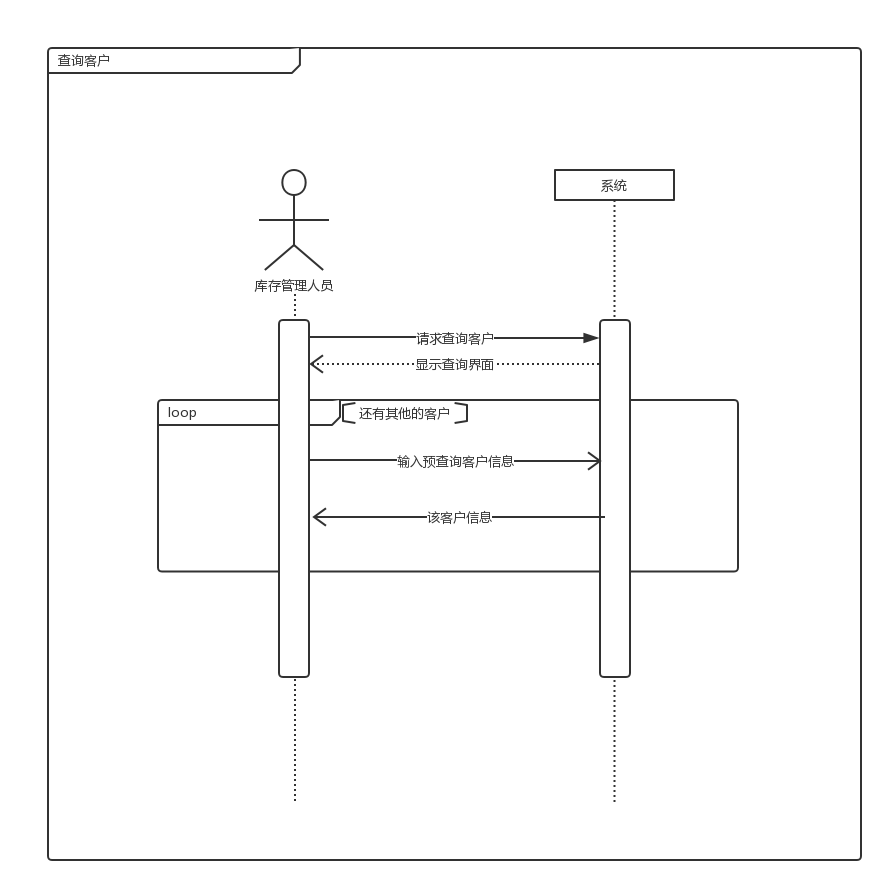 查询客户
系统
库存管理人员
请求查询客户
显示查询界面
loop
还有其他的客户
输入预查询客户信息
该客户信息